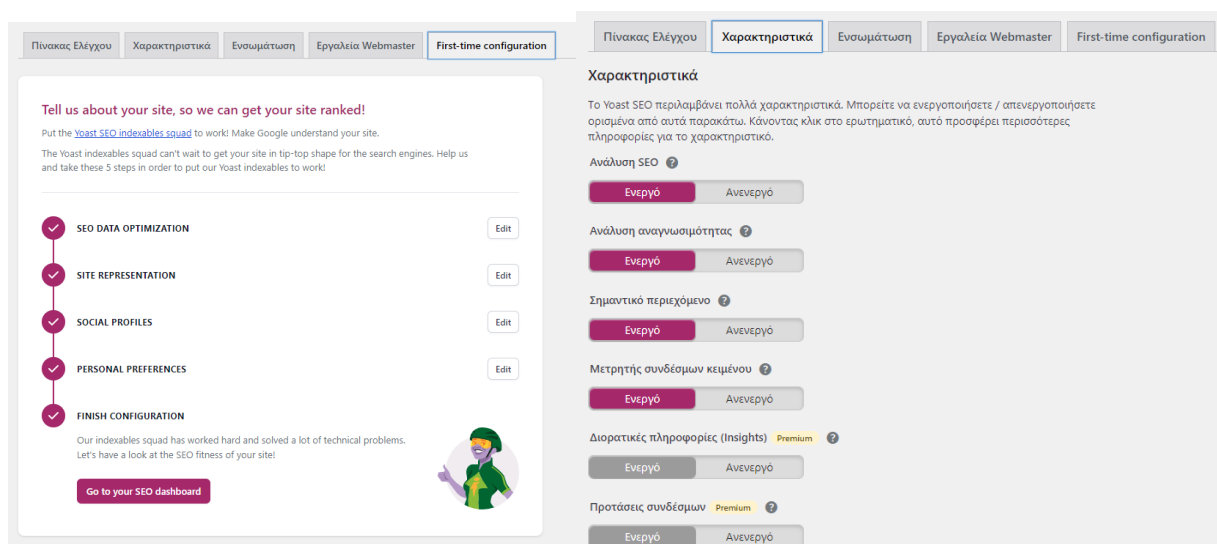 Πίνακας Ελέγχου
Χαρακτηριστικά
Ενσωμάτωση
Εργαλεία Webmaster
First-time configuration
Tell us about your site, so we can get your site ranked!
Put the Yoast SEO indexables squad to work! Make Google understand your site.
The Yoast indexables squad can't wait to get your site in tip-top shape for the search engines. Help us
and take these 5 steps in order to put our Yoast indexables to work!
SEO DATA OPTIMIZATION
Edit
SITE REPRESENTATION
Edit
SOCIAL PROFILES
Edit
PERSONAL PREFERENCES
Edit
FINISH CONFIGURATION
Our indexables squad has worked hard and solved a lot of technical problems.
Let's have a look at the SEO fitness of your site!
Go to your SEO dashboard
Πίνακας Ελέγχου
Χαρακτηριστικά
Ενσωμάτωση
Εργαλεία Webmaster
First-time configuration
Χαρακτηριστικά
Το Yoast SEO περιλαμβάνει πολλά χαρακτηριστικά. Μπορείτε να ενεργοποιήσετε / απενεργοποιήσετε
ορισμένα από αυτά παρακάτω. Κάνοντας κλικ στο ερωτηματικό, αυτό προσφέρει περισσότερες
πληροφορίες για το χαρακτηριστικό.
Ανάλυση SEO ?
Ενεργό
Ανενεργό
Ανάλυση αναγνωσιμότητας ?
Ενεργό
Ανενεργό
Σημαντικό περιεχόμενο ?
Ενεργό
Ανενεργό
Μετρητής συνδέσμων κειμένου ?
Ενεργό
Ανενεργό
Διορατικές πληροφορίες (Insights) Premium ?
Ενεργό
Ανενεργό
Προτάσεις συνδέσμων Premium ?
Ενεργό
Ανενεργό